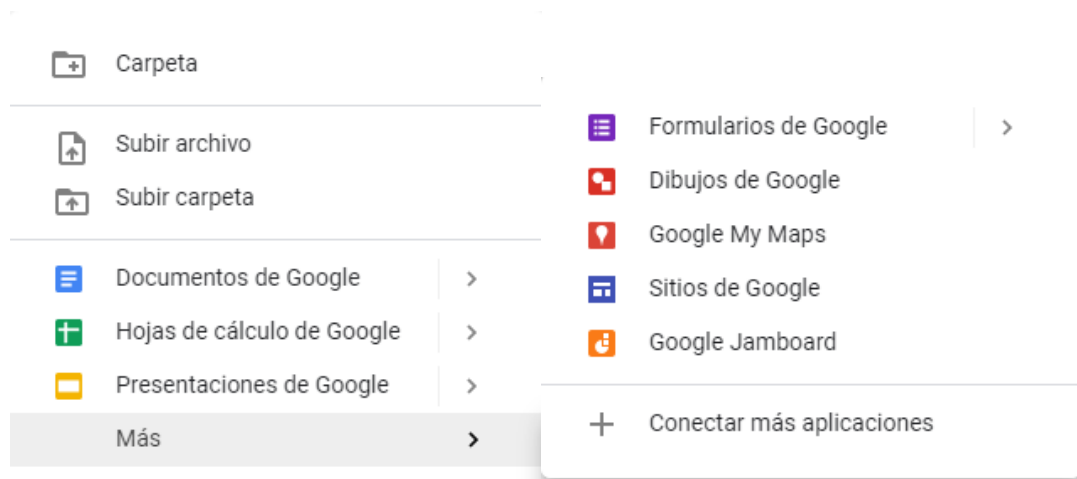 Carpeta
Subir archivo
Subir carpeta
Documentos de Google
Hojas de cálculo de Google
Presentaciones de Google
Más
Formularios de Google
Dibujos de Google
Google My Maps
Sitios de Google
Google Jamboard
Conectar más aplicaciones